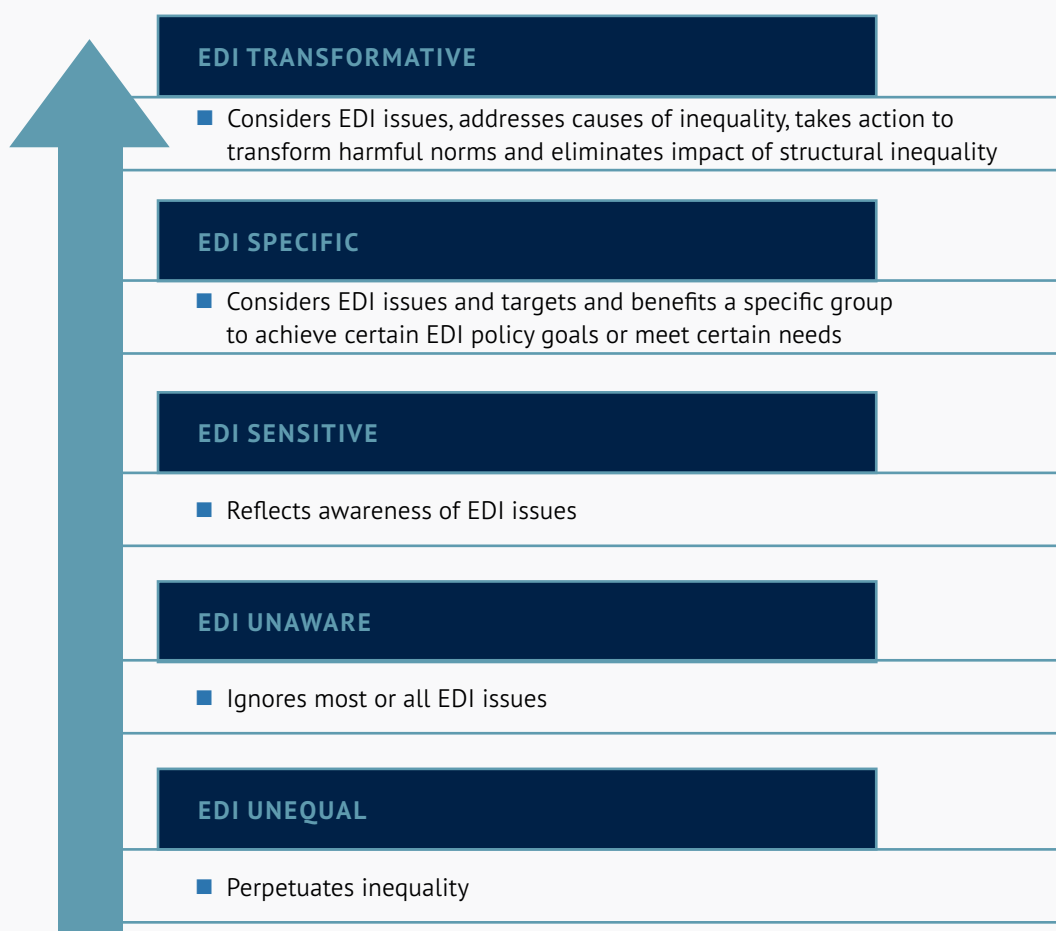 EDI TRANSFORMATIVE
■ Considers EDI issues, addresses causes of inequality, takes action to
transform harmful norms and eliminates impact of structural inequality
EDI SPECIFIC
■ Considers EDI issues and targets and benefits a specific group
to achieve certain EDI policy goals or meet certain needs
EDI SENSITIVE
■ Reflects awareness of EDI issues
EDI UNAWARE
■ Ignores most or all EDI issues
EDI UNEQUAL
■ Perpetuates inequality